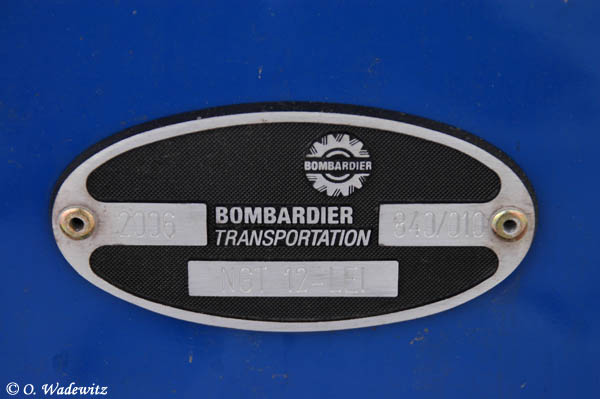 BOMBARDIER
2006
BOMBARDIER
TRANSPORTATION
840/010
NGT 12-LEI
© O. Wadewitz